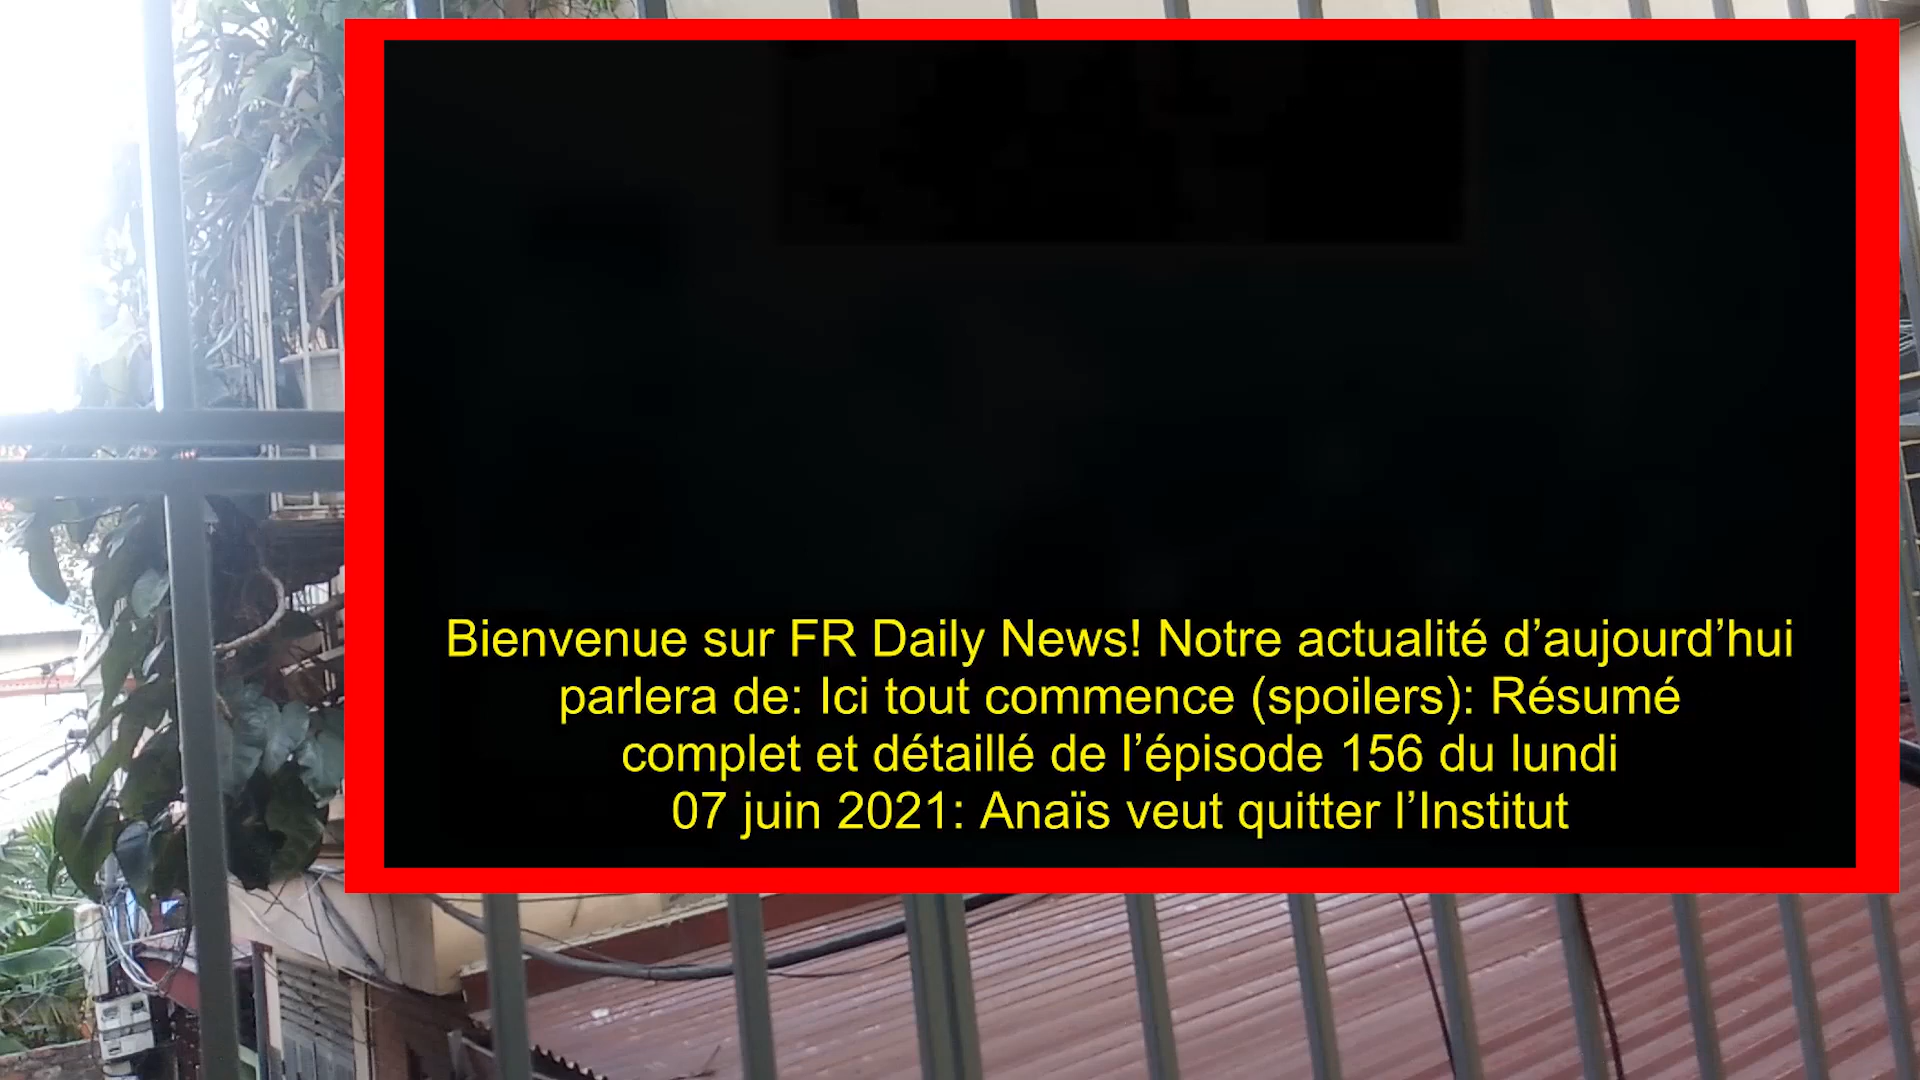 Bienvenue sur FR Daily News! Notre actualité d’aujourd’hui
parlera de: Ici tout commence (spoilers): Résumé
complet et détaillé de l’épisode 156 du lundi
07 juin 2021: Anaïs veut quitter l’Institut